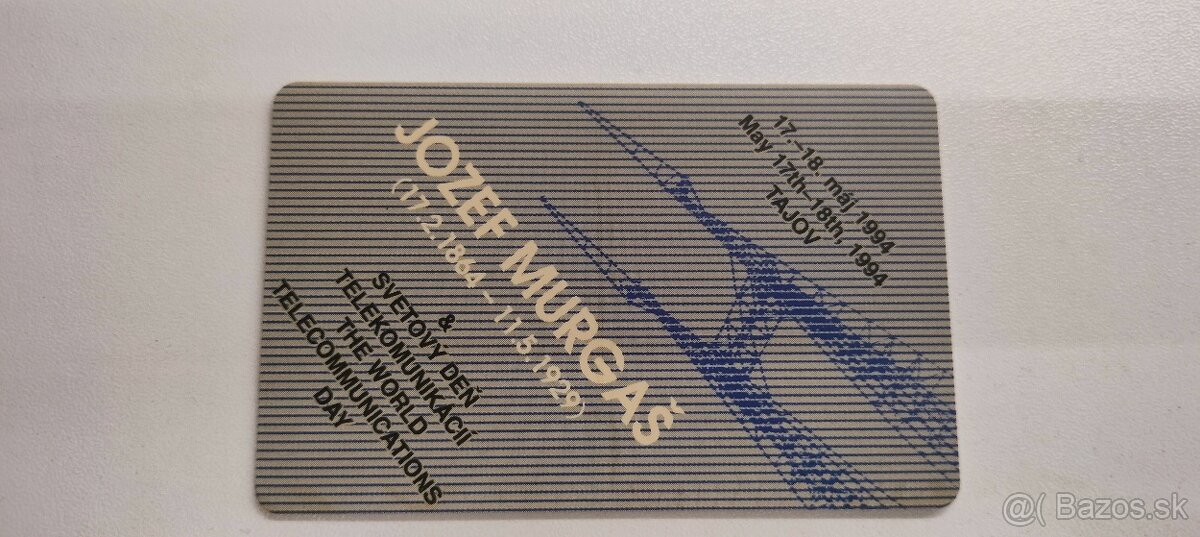 17.–18. máj 1994
May 17th–18th, 1994
TAJOV
JOZEF MURGAŠ
(17.2.1864 – 11.5.1929)
&
SVETOVY DEŇ
TELEKOMUNIKÁCIÍ
THE WORLD
TELECOMMUNICATIONS
DAY
@( Bazos.sk